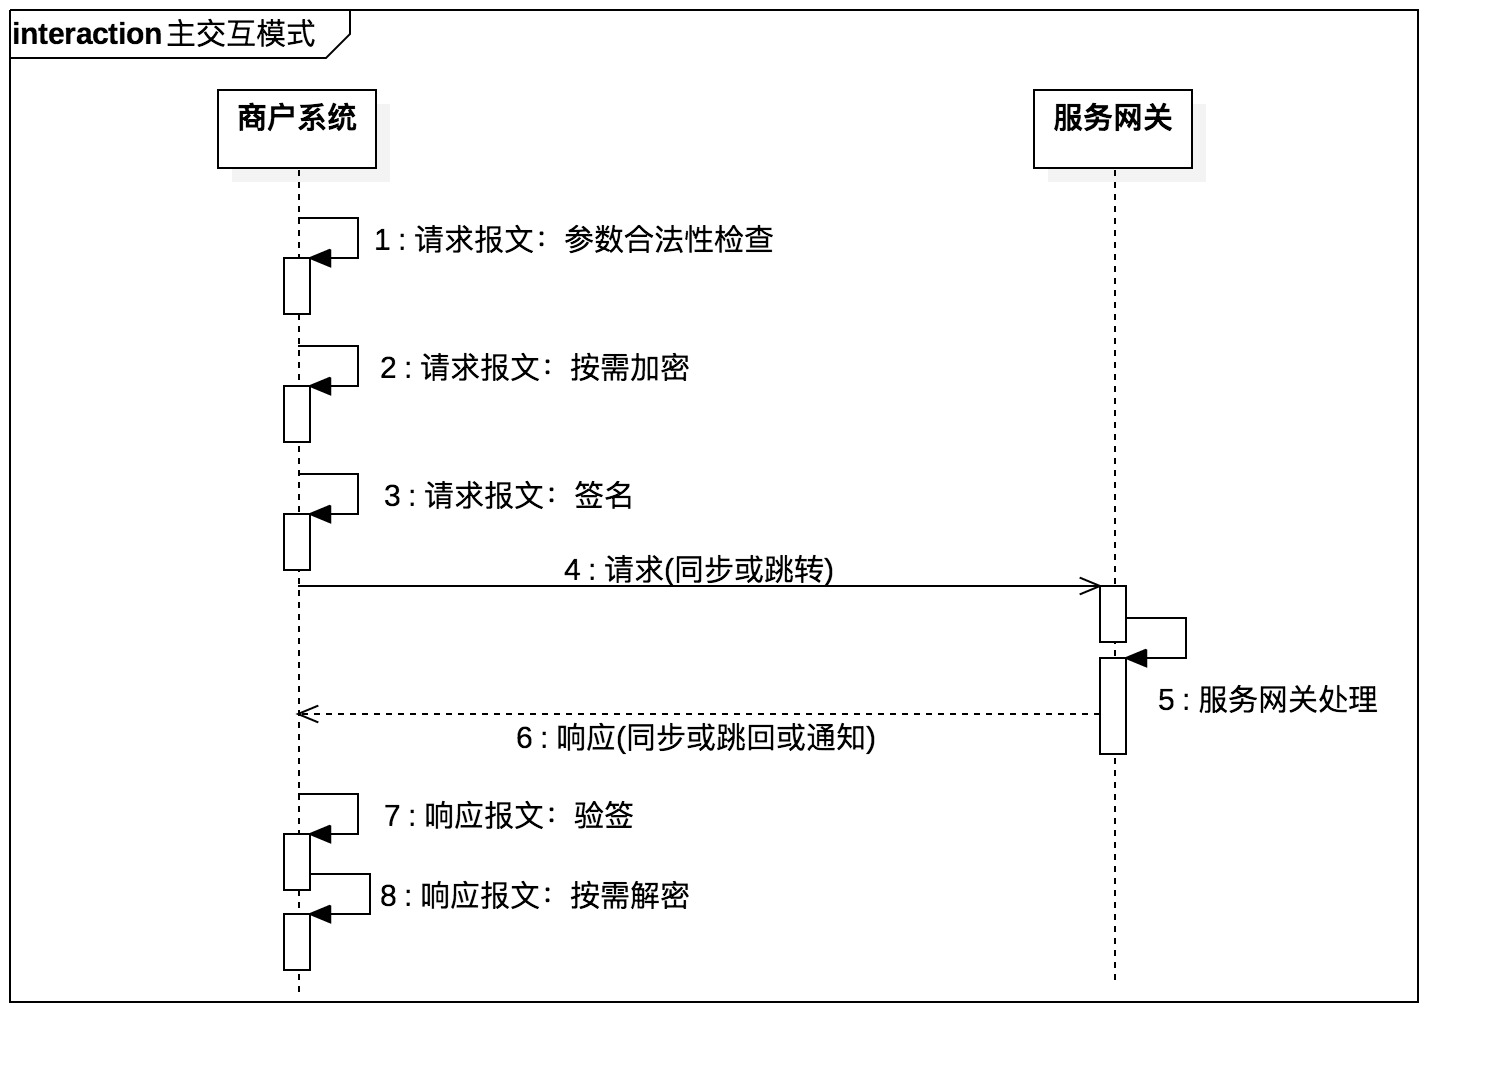 interaction 主交互模式
商户系统
服务网关
1 : 请求报文：参数合法性检查
2 : 请求报文：按需加密
3 : 请求报文：签名
4 : 请求(同步或跳转)
5 : 服务网关处理
6 : 响应(同步或跳回或通知)
7 : 响应报文：验签
8 : 响应报文：按需解密